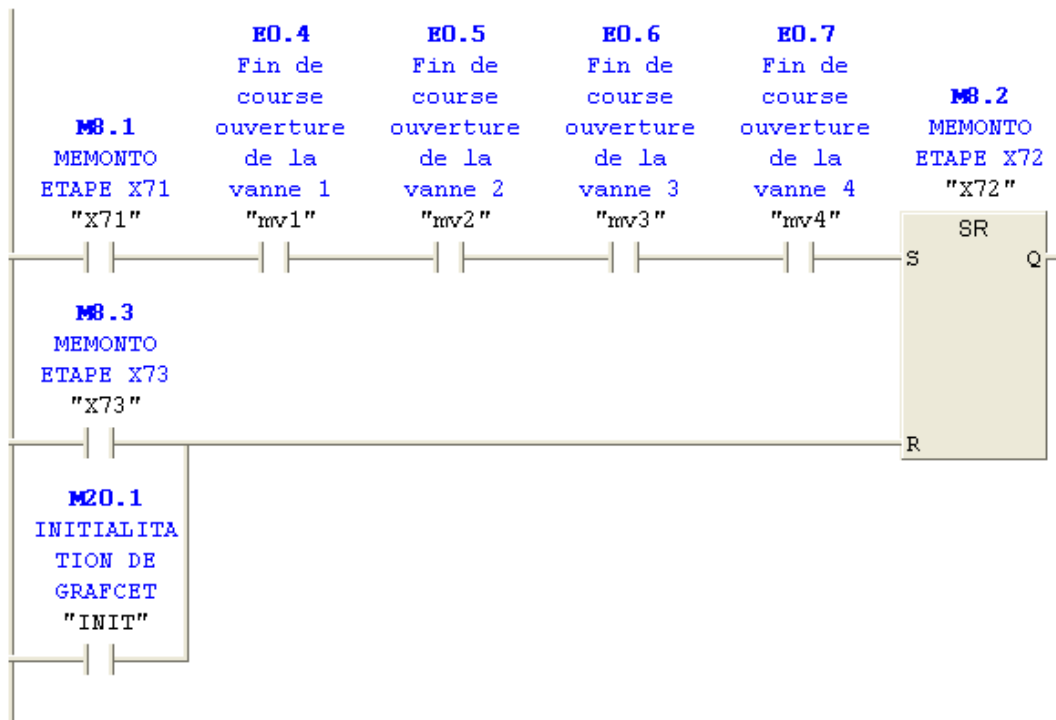 E0.4
Fin de
course
ouverture
de la
vanne 1
"mv1"
E0.5
Fin de
course
ouverture
de la
vanne 2
"mv2"
E0.6
Fin de
course
ouverture
de la
vanne 3
"mv3"
E0.7
Fin de
course
ouverture
de la
vanne 4
"mv4"
M8.1
MEMONTO
ETAPE X71
"X71"
M8.2
MEMONTO
ETAPE X72
"X72"
SR
S
Q
R
M8.3
MEMONTO
ETAPE X73
"X73"
M20.1
INITIALITA
TION DE
GRAFCET
"INIT"